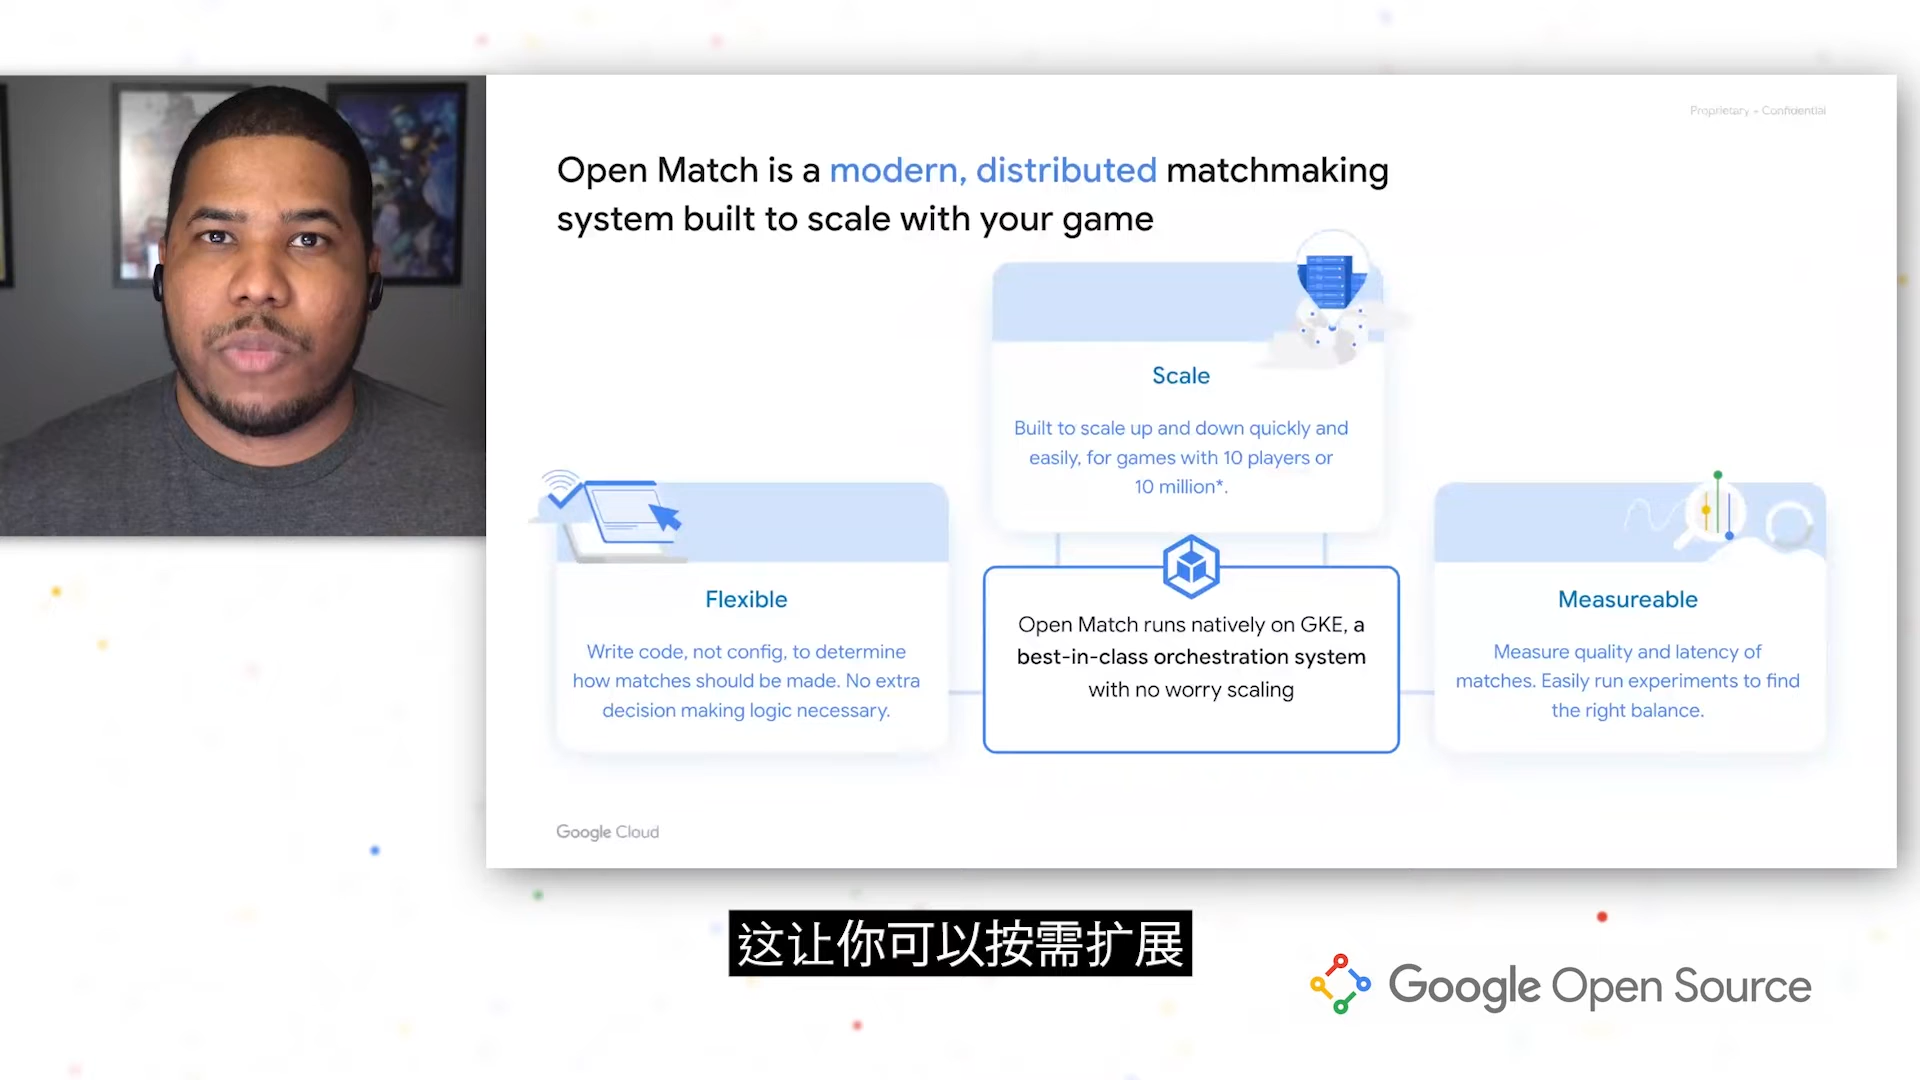 Proprietary + Confidential
Open Match is a modern, distributed matchmaking
system built to scale with your game
Scale
Built to scale up and down quickly and
easily, for games with 10 players or
10 million*.
Flexible
Write code, not config, to determine
how matches should be made. No extra
decision making logic necessary.
Open Match runs natively on GKE, a
best-in-class orchestration system
with no worry scaling
Measureable
Measure quality and latency of
matches. Easily run experiments to find
the right balance.
Google Cloud
这让你可以按需扩展
Google Open Source